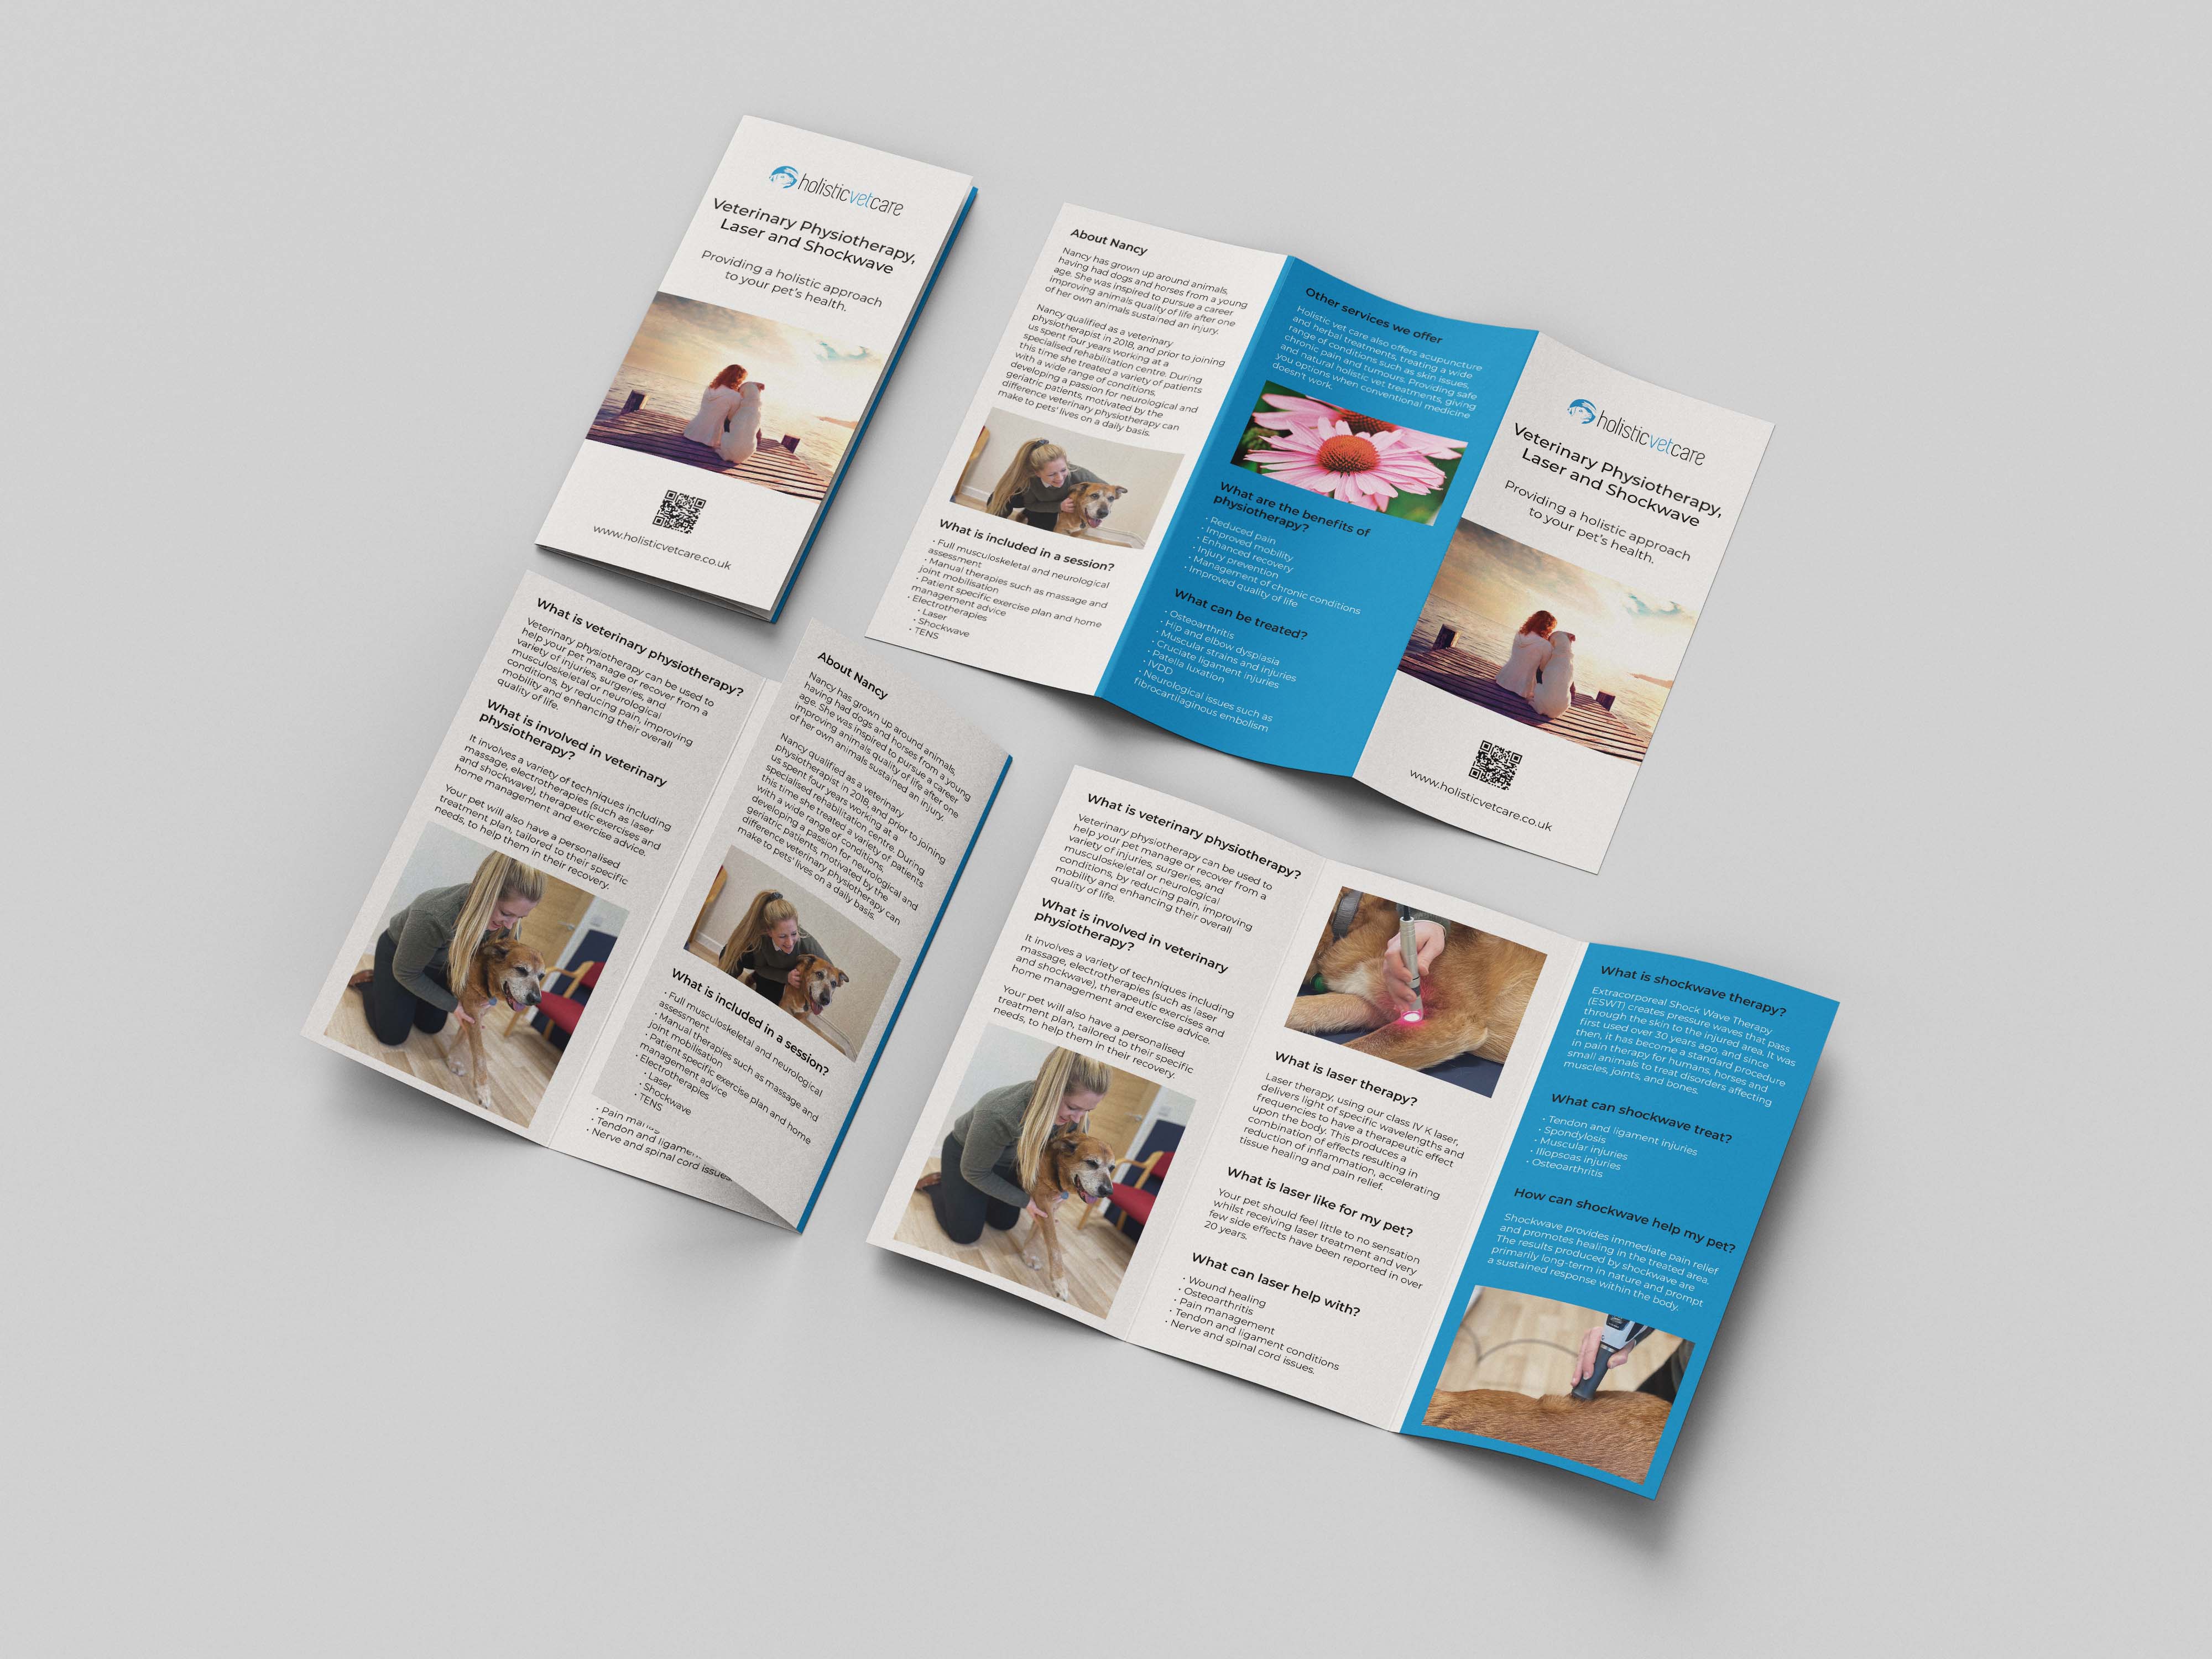 holisticvetcare
Veterinary Physiotherapy,
Laser and Shockwave
Providing a holistic approach
to your pet's health.
www.holisticvetcare.co.uk
About Nancy
Nancy has grown up around animals,
having had dogs and horses from a young
age. She was inspired to pursue a career
improving animals quality of life after one
of her own animals sustained an injury.
Nancy qualified as a veterinary
physiotherapist in 2018, and prior to joining
us spent four years working at a
specialised rehabilitation centre. During
this time she treated a variety of patients
with a wide range of conditions,
developing a passion for neurological and
geriatric patients, motivated by the
difference veterinary physiotherapy can
make to pets' lives on a daily basis.
What is included in a session?
• Full musculoskeletal and neurological
assessment
• Manual therapies such as massage and
joint mobilisation
• Patient specific exercise plan and home
management advice
• Electrotherapies
• Laser
• Shockwave
• TENS
Other services we offer
Holistic vet care also offers acupuncture
and herbal treatments, treating a wide
range of conditions such as skin issues,
chronic pain and tumours. Providing safe
and natural holistic vet treatments, giving
you options when conventional medicine
doesn't work.
What are the benefits of
physiotherapy?
• Reduced pain
• Improved mobility
• Enhanced recovery
• Injury prevention
• Management of chronic conditions
• Improved quality of life
What can be treated?
• Osteoarthritis
• Hip and elbow dyspiasia
• Muscular strains and injuries
• Cruciate ligament injuries
• Patella luxation
• IVDD
• Neurological issues such as
fibrocartilaginous embolism
holisticvetcare
Veterinary Physiotherapy,
Laser and Shockwave
Providing a holistic approach
to your pet's health.
www.holisticvetcare.co.uk
What is veterinary physiotherapy?
Veterinary physiotherapy can be used to
help your pet manage or recover from a
variety of injuries, surgeries, and
musculoskeletal or neurological
conditions, by reducing pain, improving
mobility and enhancing their overall
quality of life.
What is involved in veterinary
physiotherapy?
It involves a variety of techniques including
massage, electrotherapies (such as laser
and shockwave), therapeutic exercises and
home management and exercise advice.
Your pet will also have a personalised
treatment plan, tailored to their specific
needs, to help them in their recovery.
About Nancy
Nancy has grown up around animals,
having had dogs and horses from a young
age. She was inspired to pursue a career
improving animals quality of life after one
of her own animals sustained an injury.
Nancy qualified as a veterinary
physiotherapist in 2018, and prior to joining
us spent four years working at a
specialised rehabilitation centre. During
this time she treated a variety of patients
with a wide range of conditions,
developing a passion for neurological and
geriatric patients, motivated by the
difference veterinary physiotherapy can
make to pets' lives on a daily basis.
What is included in a session?
• Full musculoskeletal and neurological
assessment
• Manual therapies such as massage and
joint mobilisation
• Patient specific exercise plan and home
management advice
• Electrotherapies
• Laser
• Shockwave
• TENS
• Pain
• Tendon and
• Nerve and spinal cord issues
What is veterinary physiotherapy?
Veterinary physiotherapy can be used to
help your pet manage or recover from a
variety of injuries, surgeries, and
musculoskeletal or neurological
conditions, by reducing pain, improving
mobility and enhancing their overall
quality of life.
What is involved in veterinary
physiotherapy?
It involves a variety of techniques including
massage, electrotherapies (such as laser
and shockwave), therapeutic exercises and
home management and exercise advice.
Your pet will also have a personalised
treatment plan, tailored to their specific
needs, to help them in their recovery.
What is laser therapy?
Laser therapy, using our class IV K laser,
delivers light of specific wavelengths and
frequencies to have a therapeutic effect
upon the body. This produces a
combination of effects resulting in
reduction of inflammation, accelerating
tissue healing and pain relief.
What is laser like for my pet?
Your pet should feel little to no sensation
whilst receiving laser treatment and very
few side effects have been reported in over
20 years.
What can laser help with?
• Wound healing
• Osteoarthritis
• Pain management
• Tendon and ligament conditions
• Nerve and spinal cord issues.
What is shockwave therapy?
Extracorporeal Shock Wave Therapy
(ESWT) creates pressure waves that pass
through the skin to the injured area. It was
first used over 30 years ago, and since
then, it has become a standard procedure
in pain therapy for humans, horses and
small animals to treat disorders affecting
muscles, joints, and bones.
What can shockwave treat?
• Tendon and ligament injuries
• Spondylosis
• Muscular injuries
• Iliopsoas injuries
• Osteoarthritis
How can shockwave help my pet?
Shockwave provides immediate pain relief
and promotes healing in the treated area.
The results produced by shockwave are
primarily long-term in nature and prompt
a sustained response within the body.